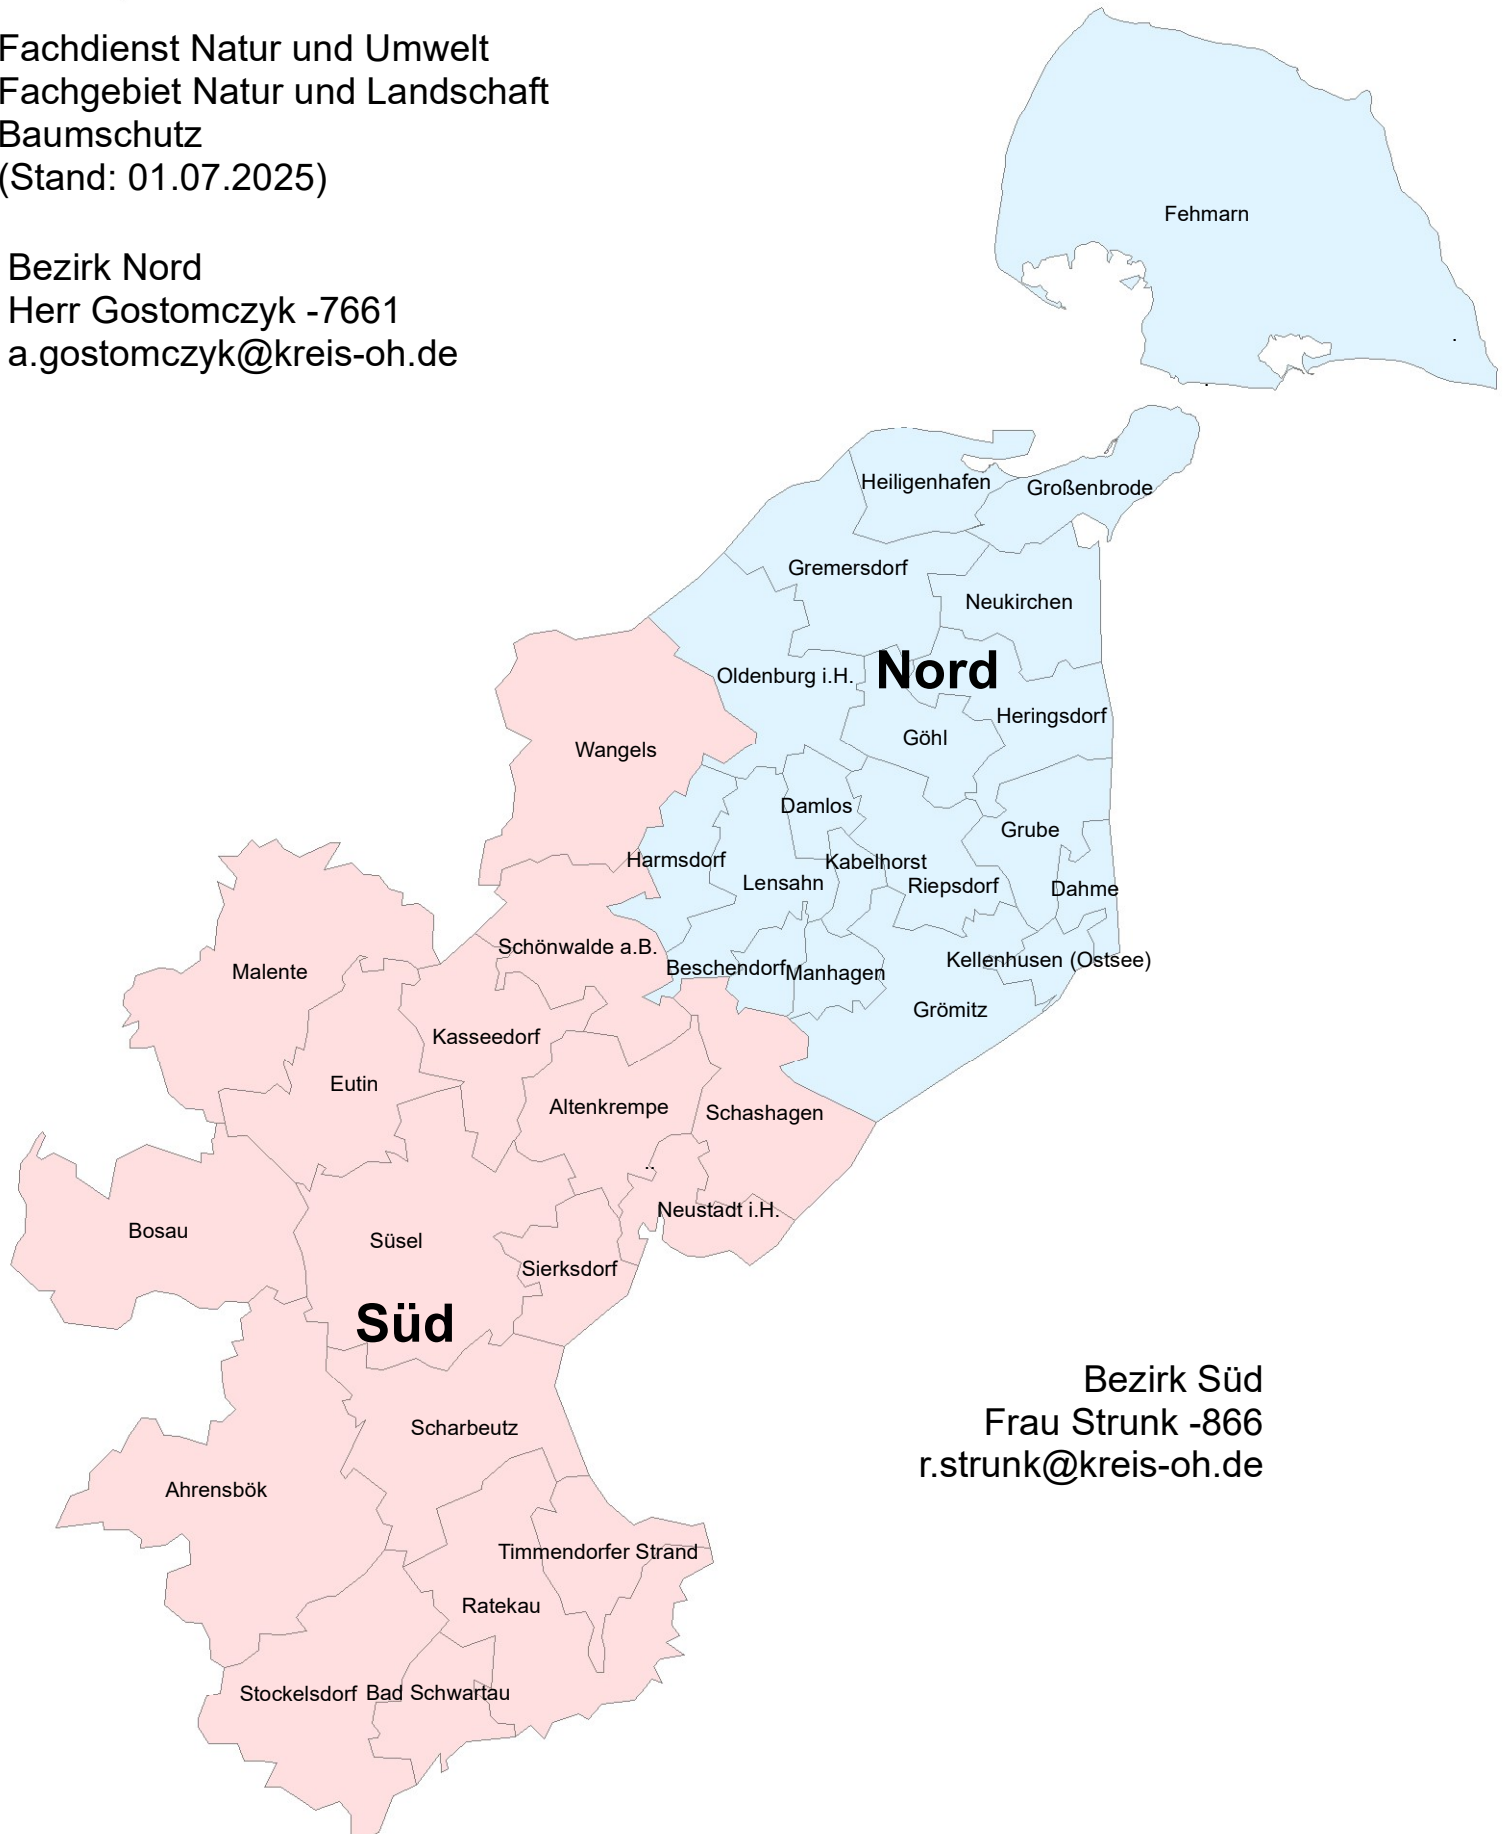 Fachdienst Natur und Umwelt
Fachgebiet Natur und Landschaft
Baumschutz
(Stand: 01.07.2025)
Bezirk Nord
Herr Gostomczyk -7661
a.gostomczyk@kreis-oh.de
Fehmarn
Heiligenhafen
Großenbrode
Gremersdorf
Neukirchen
Nord
Oldenburg i.H.
Heringsdorf
Göhl
Wangels
Damlos
Grube
Harmsdorf
Kabelhorst
Lensahn
Riepsdorf
Dahme
Schönwalde a.B.
Kellenhusen (Ostsee)
Beschendorf
Manhagen
Malente
Grömitz
Kasseedorf
Eutin
Altenkrempe
Schashagen
Neustadt i.H.
Bosau
Süsel
Sierksdorf
Süd
Bezirk Süd
Frau Strunk -866
r.strunk@kreis-oh.de
Scharbeutz
Ahrensbök
Timmendorfer Strand
Ratekau
Stockelsdorf
Bad Schwartau